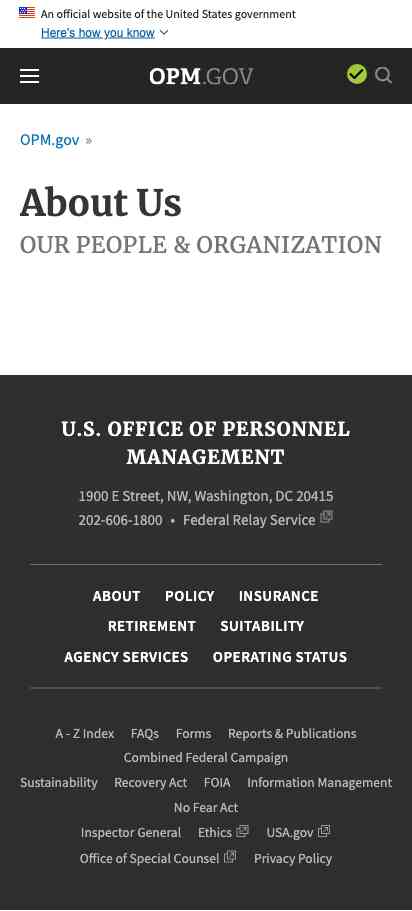 An official website of the United States government
Here's how you know
OPM.GOV
OPM.gov »
About Us
OUR PEOPLE & ORGANIZATION
U.S. OFFICE OF PERSONNEL
MANAGEMENT
1900 E Street, NW, Washington, DC 20415
202-606-1800 • Federal Relay Service
ABOUT POLICY INSURANCE
RETIREMENT SUITABILITY
AGENCY SERVICES OPERATING STATUS
A - Z Index FAQs Forms Reports & Publications
Combined Federal Campaign
Sustainability Recovery Act FOIA Information Management
No Fear Act
Inspector General Ethics USA.gov
Office of Special Counsel Privacy Policy